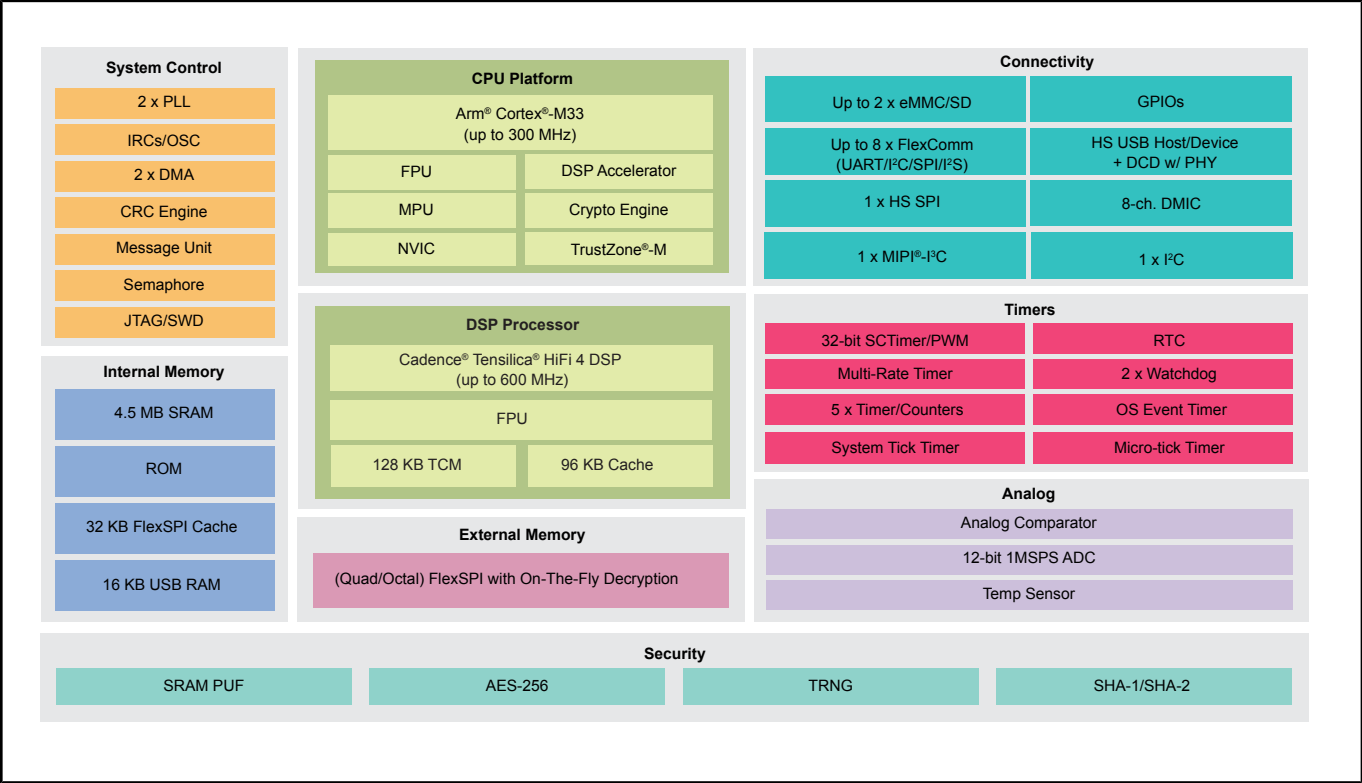 System Control
2 x PLL
IRCs/OSC
2 x DMA
CRC Engine
Message Unit
Semaphore
JTAG/SWD
Internal Memory
4.5 MB SRAM
ROM
32 KB FlexSPI Cache
16 KB USB RAM
CPU Platform
Arm® Cortex®-M33
(up to 300 MHz)
FPU
DSP Accelerator
MPU
Crypto Engine
NVIC
TrustZone®-M
DSP Processor
Cadence® Tensilica® HiFi 4 DSP
(up to 600 MHz)
FPU
128 KB TCM
96 KB Cache
External Memory
(Quad/Octal) FlexSPI with On-The-Fly Decryption
Connectivity
Up to 2 x eMMC/SD
GPIOs
Up to 8 x FlexComm
(UART/I²C/SPI/I²S)
HS USB Host/Device
+ DCD w/ PHY
1 x HS SPI
8-ch. DMIC
1 x MIPI®-I³C
1 x I²C
Timers
32-bit SCTimer/PWM
RTC
Multi-Rate Timer
2 x Watchdog
5 x Timer/Counters
OS Event Timer
System Tick Timer
Micro-tick Timer
Analog
Analog Comparator
12-bit 1MSPS ADC
Temp Sensor
Security
SRAM PUF
AES-256
TRNG
SHA-1/SHA-2